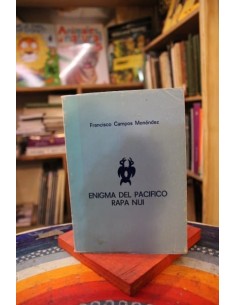 Francisco Campos Menéndez
ENIGMA DEL PACIFICO
RAPA NUI